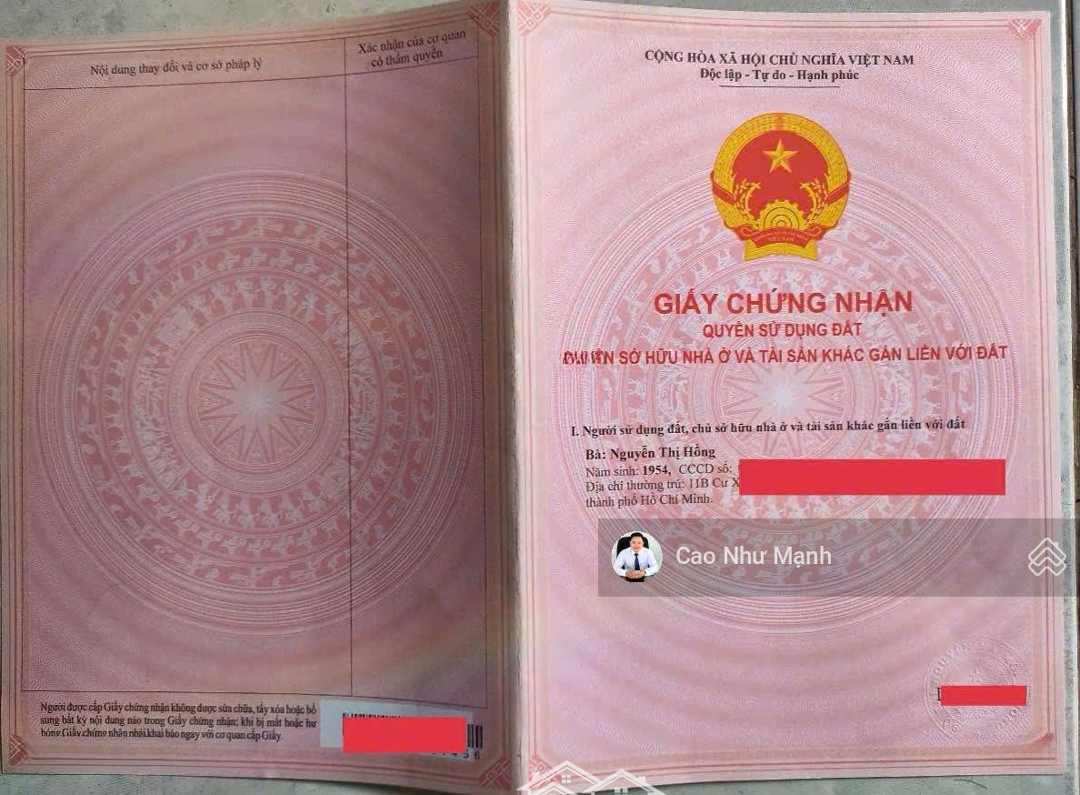 Nội dung thay đổi và cơ sở pháp lý
Xác nhận của cơ quan
có thẩm quyền
Người được cấp Giấy chứng nhận không được sửa chữa, tẩy xóa hoặc bổ
sung bất kỳ nội dung nào trong Giấy chứng nhận; khi bị mất hoặc hư
hỏng Giấy chứng nhận phải khai báo ngay với cơ quan cấp Giấy.
CỘNG HÒA XÃ HỘI CHỦ NGHĨA VIỆT NAM
Độc lập - Tự do - Hạnh phúc
VIỆT NAM
GIẤY CHỨNG NHẬN
QUYỀN SỬ DỤNG ĐẤT
SỞ HỮU NHÀ Ở VÀ TÀI SẢN KHÁC GẮN LIỀN VỚI ĐẤT
I. Người sử dụng đất, chủ sở hữu nhà ở và tài sản khác gắn liền với đất
Bà: Nguyễn Thị Hồng
Năm sinh: 1954, CCCD số:
Địa chỉ thường trú: 11B Cư X
thành phố Hồ Chí Minh.
Cao Như Mạnh